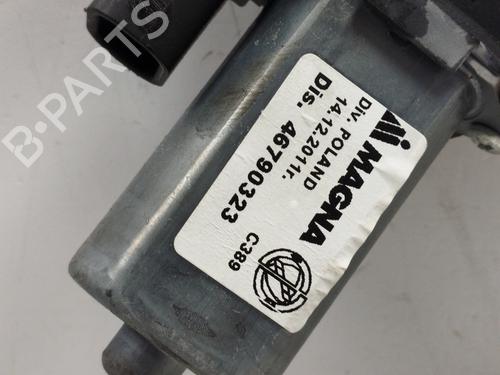 MAGNA
Div. POLAND
14.12.2011r.
Dis. 46790323
C389
B-PARTS